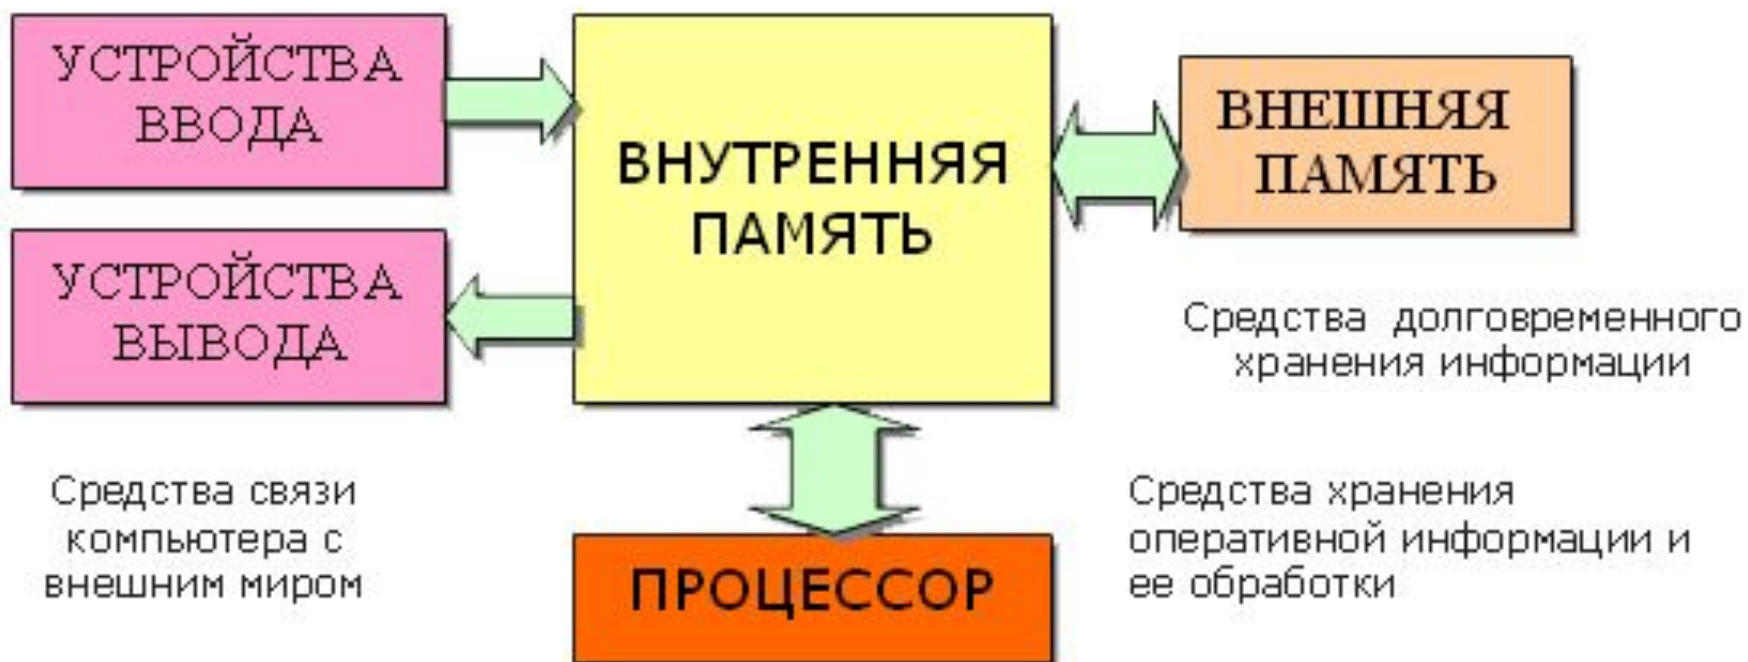 УСТРОЙСТВА
ВВОДА
ВНУТРЕННЯЯ
ПАМЯТЬ
ВНЕШНЯЯ
ПАМЯТЬ
УСТРОЙСТВА
ВЫВОДА
Средства долговременного
хранения информации
Средства связи
компьютера с
внешним миром
ПРОЦЕССОР
Средства хранения
оперативной информации и
ее обработки